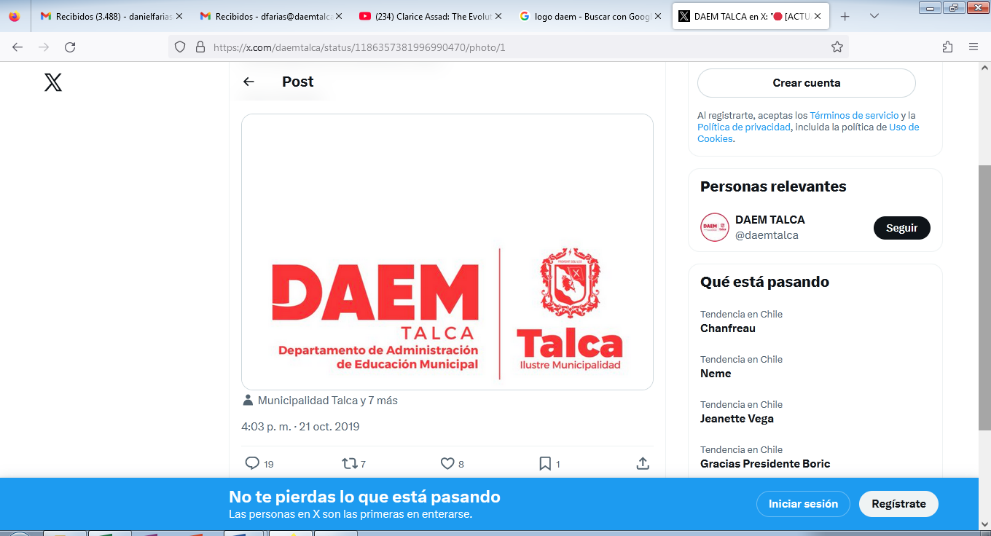 Recibidos (3.488) - danielfarias
Recibidos - dfarias@daemtalca
(234) Clarice Assad: The Evolut
logo daem - Buscar con Googl
DAEM TALCA en X: "🔴 [ACTU
https://x.com/daemtalca/status/1186357381996990470/photo/1
Post
DAEM
TALCA
Departamento de Administración
de Educación Municipal
Talca
Ilustre Municipalidad
Municipalidad Talca y 7 más
4:03 p. m. · 21 oct. 2019
19
7
8
1
Crear cuenta
Al registrarte, aceptas los Términos de servicio y la
Política de privacidad, incluida la política de Uso de
Cookies.
Personas relevantes
DAEM TALCA
@daemtalca
Seguir
Qué está pasando
Tendencia en Chile
Chanfreau
Tendencia en Chile
Neme
Tendencia en Chile
Jeanette Vega
Tendencia en Chile
Gracias Presidente Boric
No te pierdas lo que está pasando
Las personas en X son las primeras en enterarse.
Iniciar sesión
Regístrate